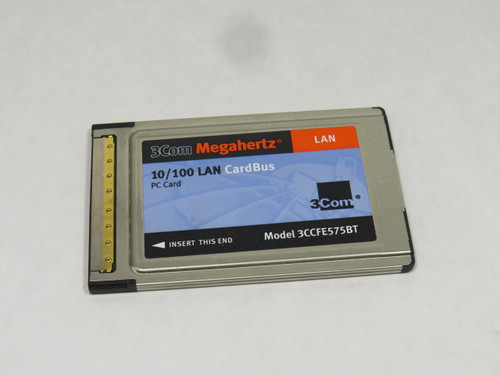 3Com Megahertz®
LAN
10/100 LAN CardBus
PC Card
3Com®
INSERT THIS END
Model 3CCFE575BT